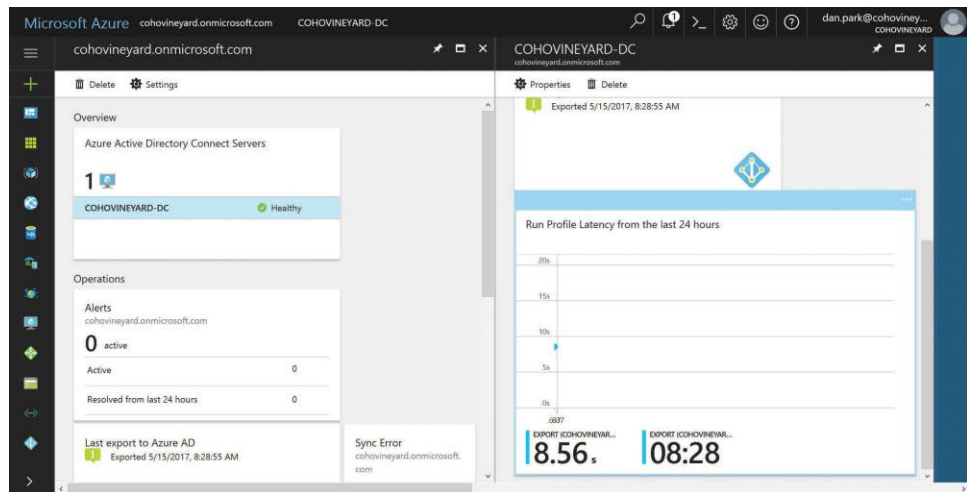 Microsoft Azure cohovineyard.onmicrosoft.com COHOVINEYARD-DC
dan.park@cohoviney...
COHOVINEYARD
cohovineyard.onmicrosoft.com
Delete Settings
Overview
Azure Active Directory Connect Servers
1
COHOVINEYARD-DC Healthy
Operations
Alerts
cohovineyard.onmicrosoft.com
0 active
Active 0
Resolved from last 24 hours 0
Last export to Azure AD
Exported 5/15/2017, 8:28:55 AM
Sync Error
cohovineyard.onmicrosoft.
com
COHOVINEYARD-DC
cohovineyard.onmicrosoft.com
Properties Delete
Exported 5/15/2017, 8:28:55 AM
Run Profile Latency from the last 24 hours
20s
15s
10s
5s
0s
EXPORT (COHOVINEYAR... EXPORT (COHOVINEYAR...
8.56 s 08:28